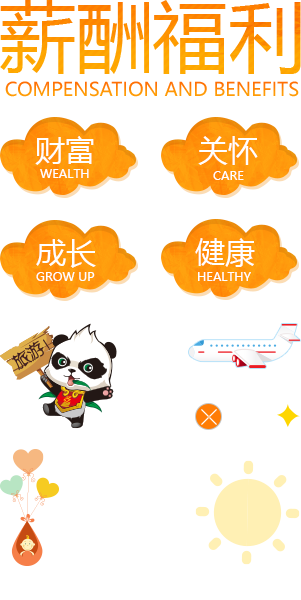 薪酬福利
COMPENSATION AND BENEFITS
财富
WEALTH
关怀
CARE
成长
GROW UP
健康
HEALTHY
旅游